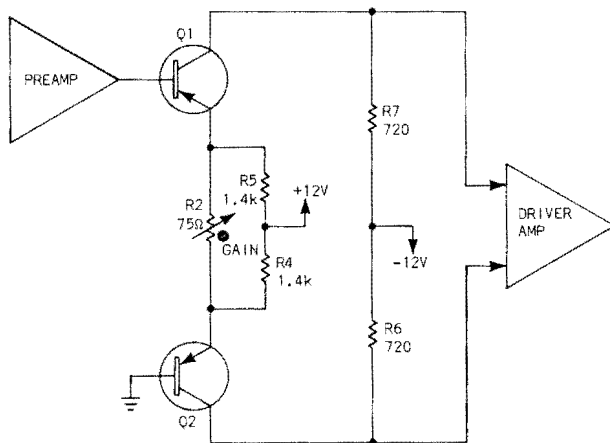 Q1
PREAMP
R7
720
R5
1.4k
+12V
R2
75Ω
GAIN
DRIVER
AMP
R4
1.4k
-12V
R6
720
Q2